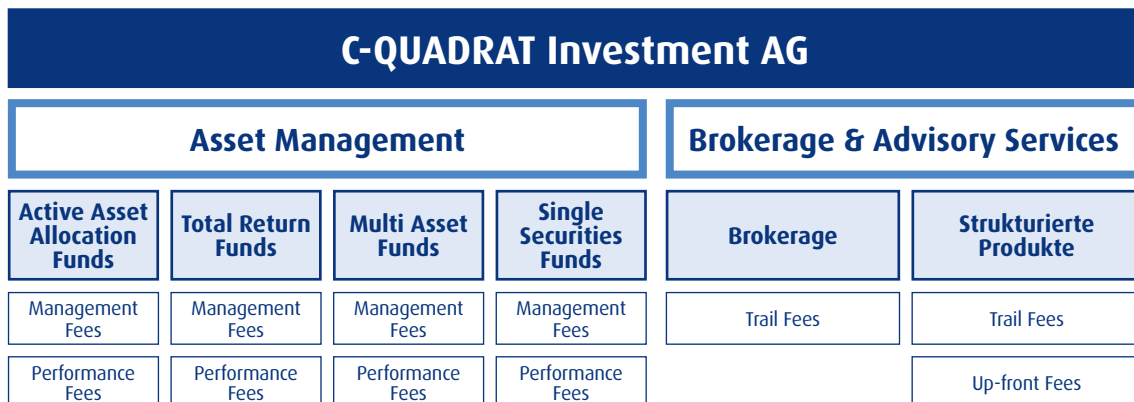 C-QUADRAT Investment AG
Asset Management
Brokerage & Advisory Services
Active Asset
Allocation
Funds
Total Return
Funds
Multi Asset
Funds
Single
Securities
Funds
Brokerage
Strukturierte
Produkte
Management
Fees
Management
Fees
Management
Fees
Management
Fees
Trail Fees
Trail Fees
Performance
Fees
Performance
Fees
Performance
Fees
Performance
Fees
Up-front Fees